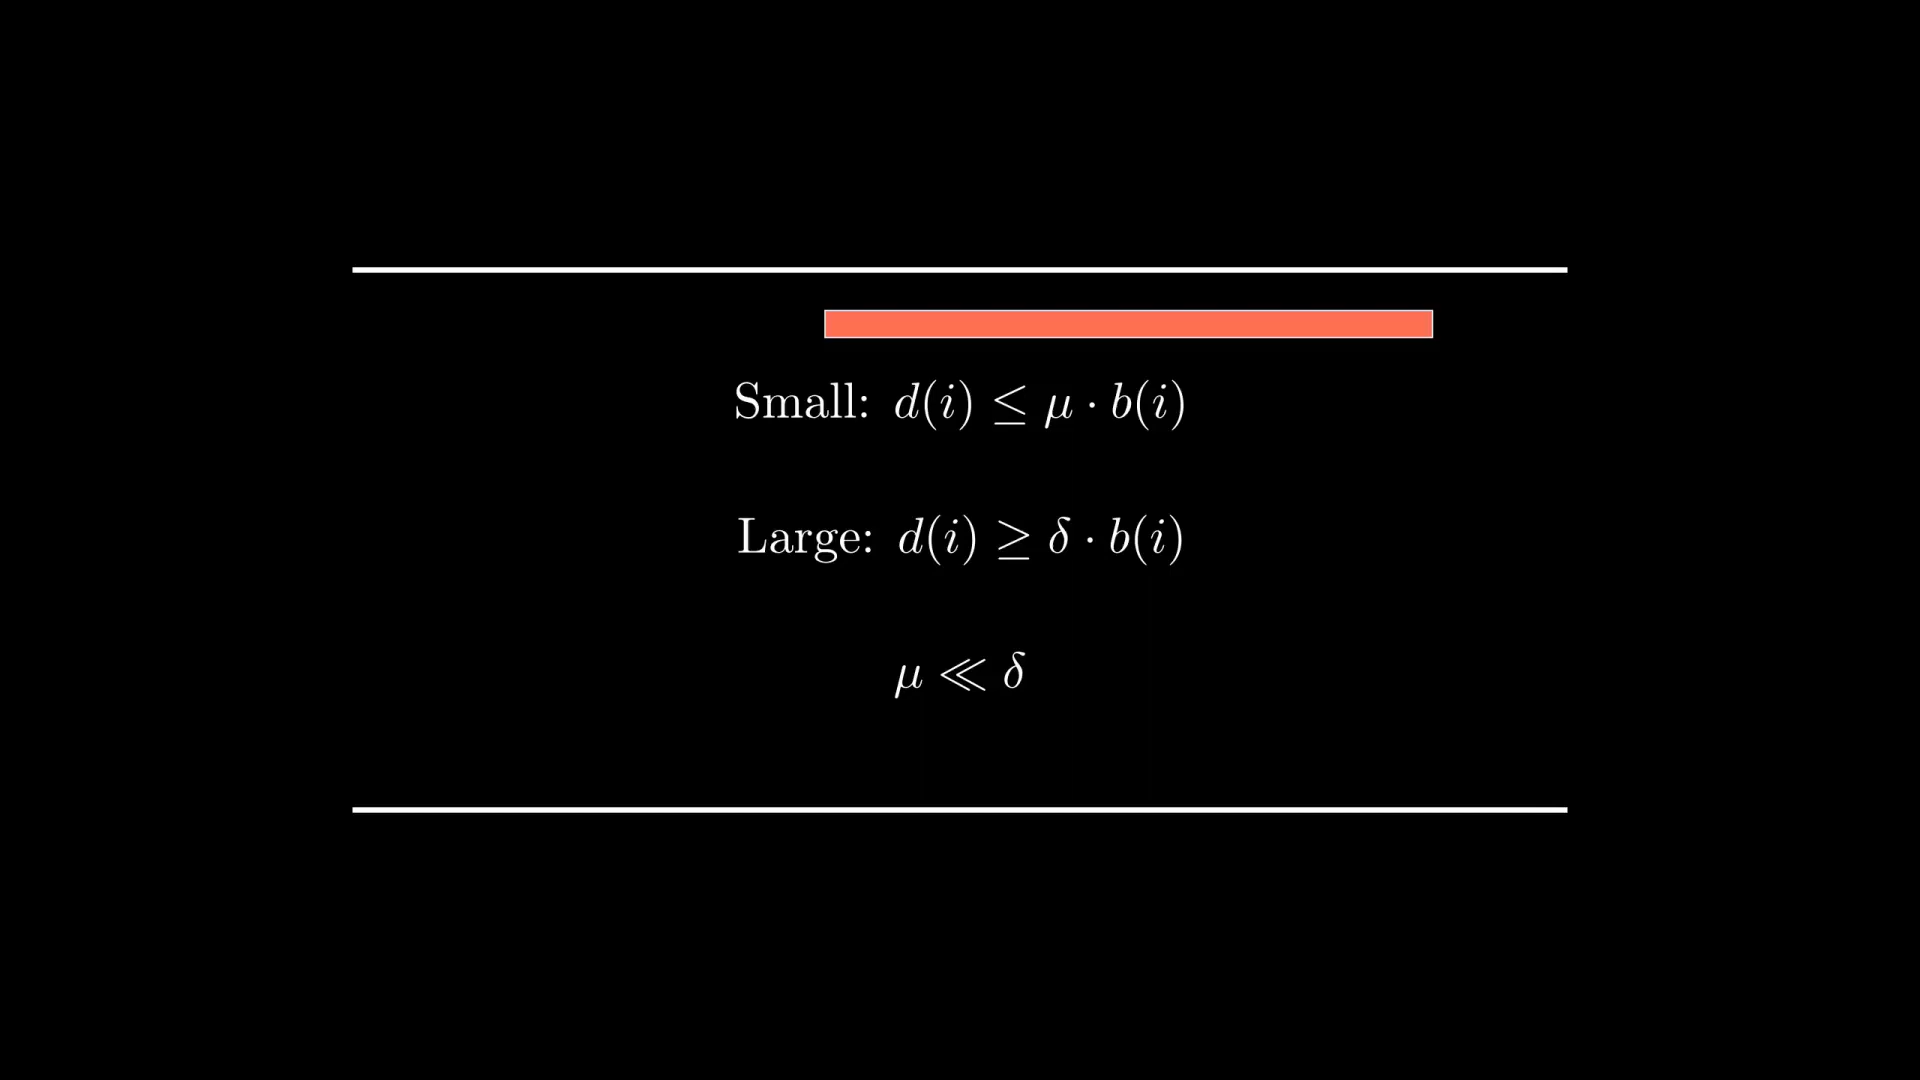 Small: d(i) ≤ μ · b(i)
Large: d(i) ≥ δ · b(i)
μ ≪ δ